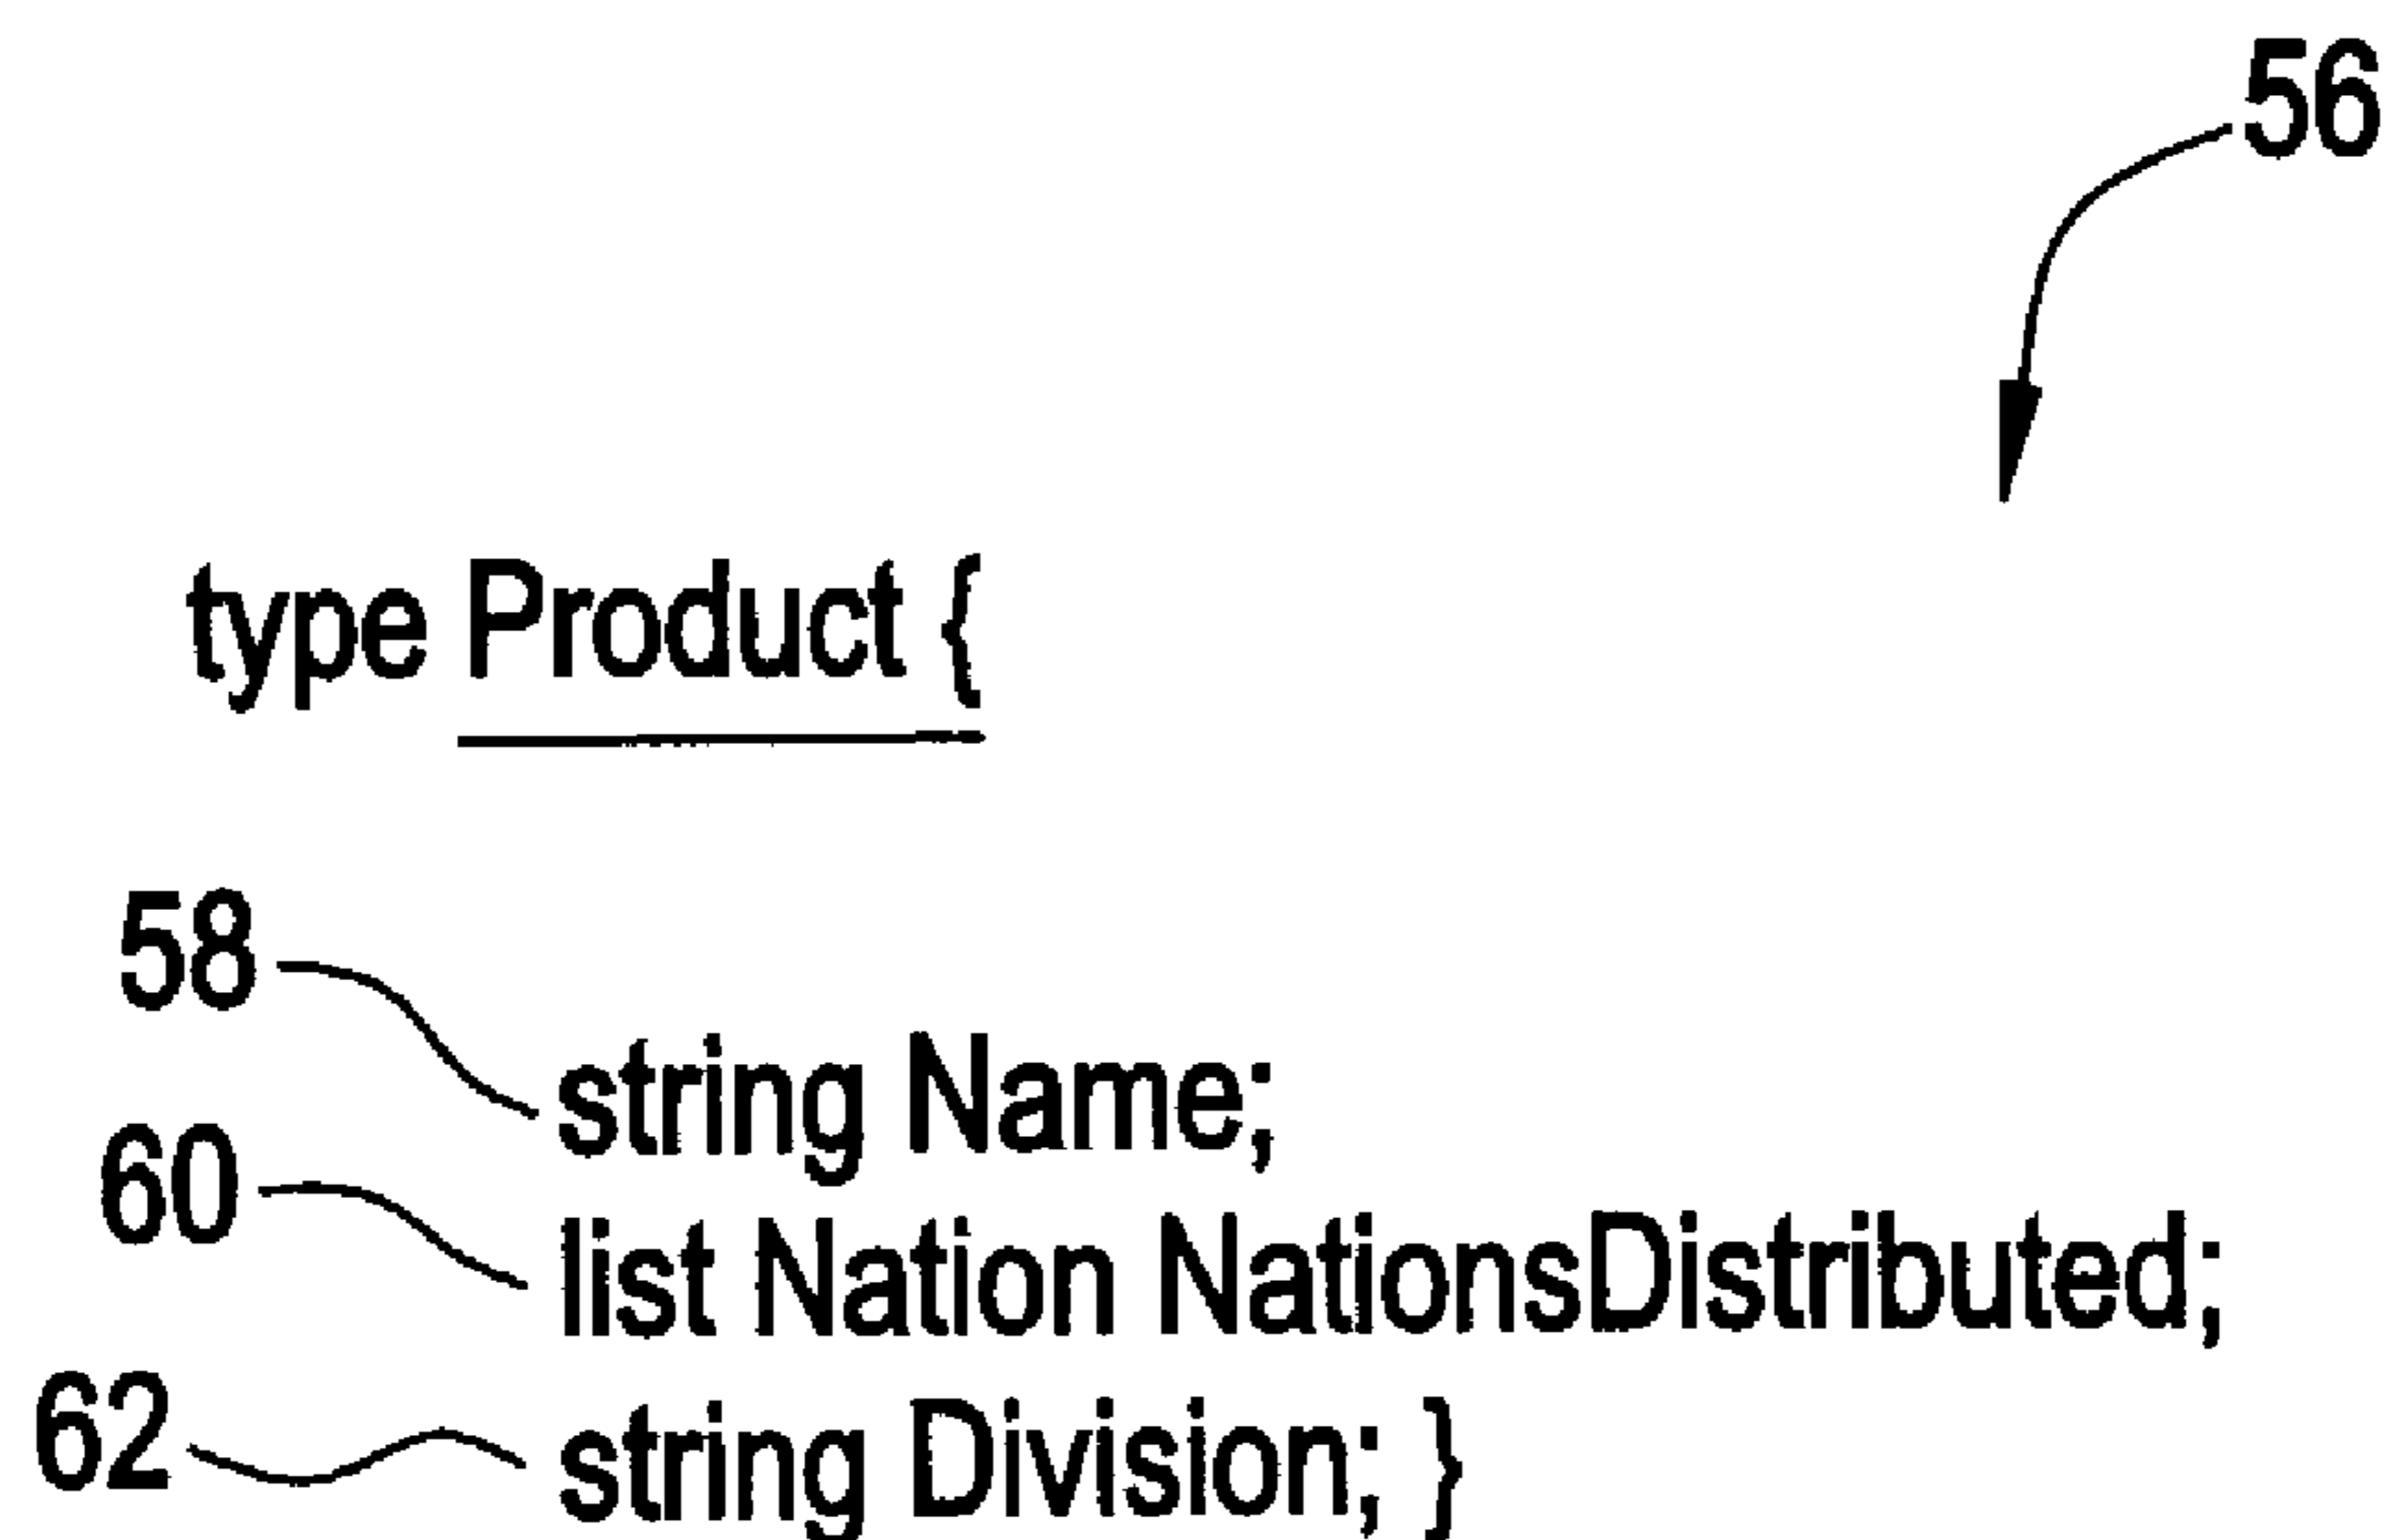 56
type Product {
58
string Name;
60
list Nation NationsDistributed;
62
string Division; }